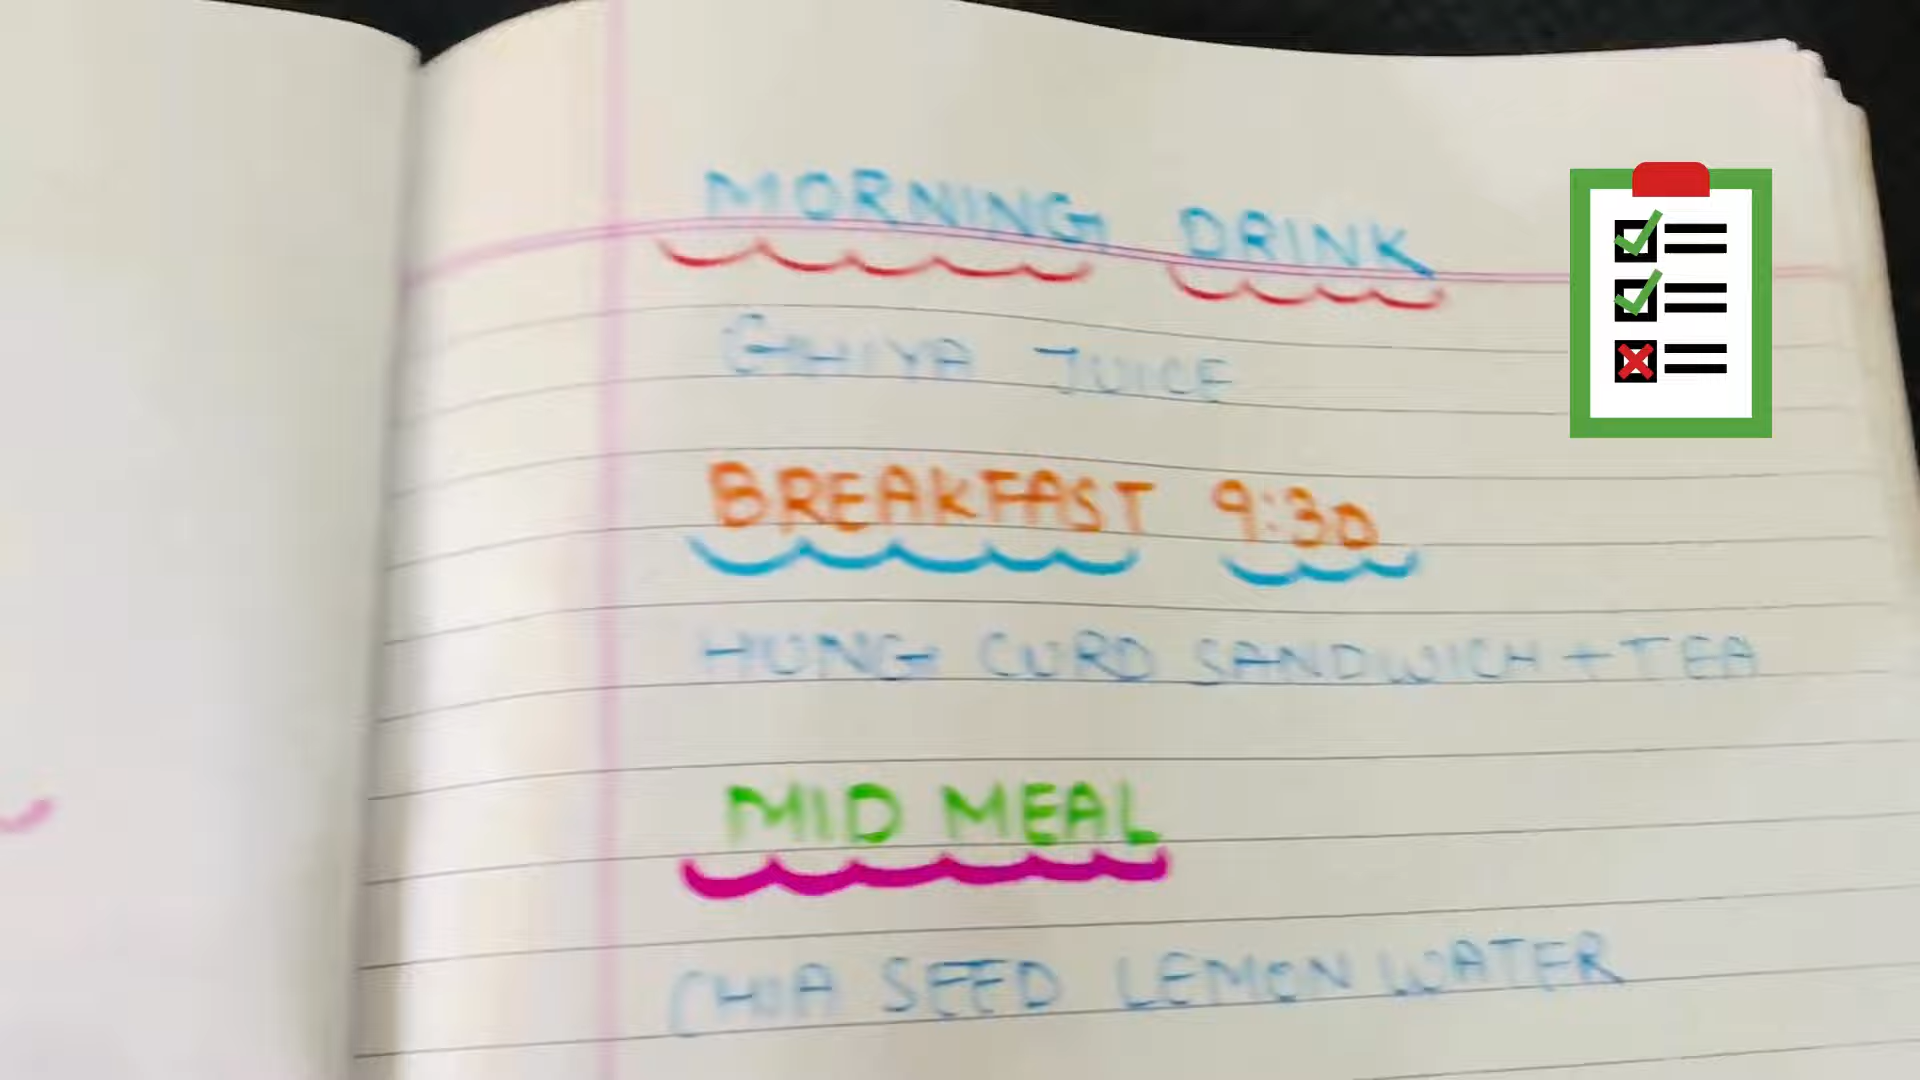 MORNING DRINK
GHIYA JUICE
BREAKFAST 9:30
HUNG CURD SANDWICH + TEA
MID MEAL
CHIA SEED LEMON WATER